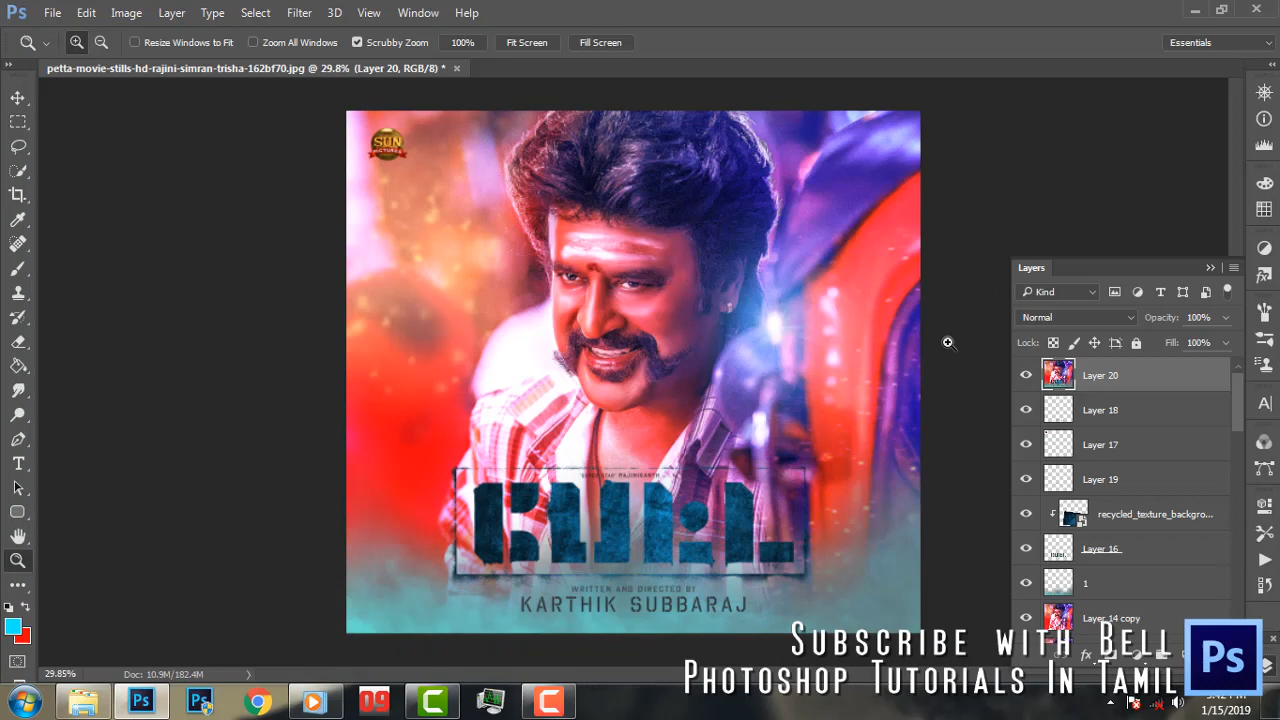 Ps File Edit Image Layer Type Select Filter 3D View Window Help
Resize Windows to Fit Zoom All Windows Scrubby Zoom 100% Fit Screen Fill Screen Essentials
petta-movie-stills-hd-rajini-simran-trisha-162bf70.jpg @ 29.8% (Layer 20, RGB/8) * ×
SUN
PICTURES
"SUPER STAR" RAJINIKANTH
பேட்ட
WRITTEN AND DIRECTED BY
KARTHIK SUBBARAJ
Layers
Kind
Normal Opacity: 100%
Lock: Fill: 100%
Layer 20
Layer 18
Layer 17
Layer 19
recycled_texture_backgro...
Layer 16
1
Layer 14 copy
29.85% Doc: 10.9M/182.4M
Subscribe with Bell
Photoshop Tutorials In Tamil
Ps
1/15/2019